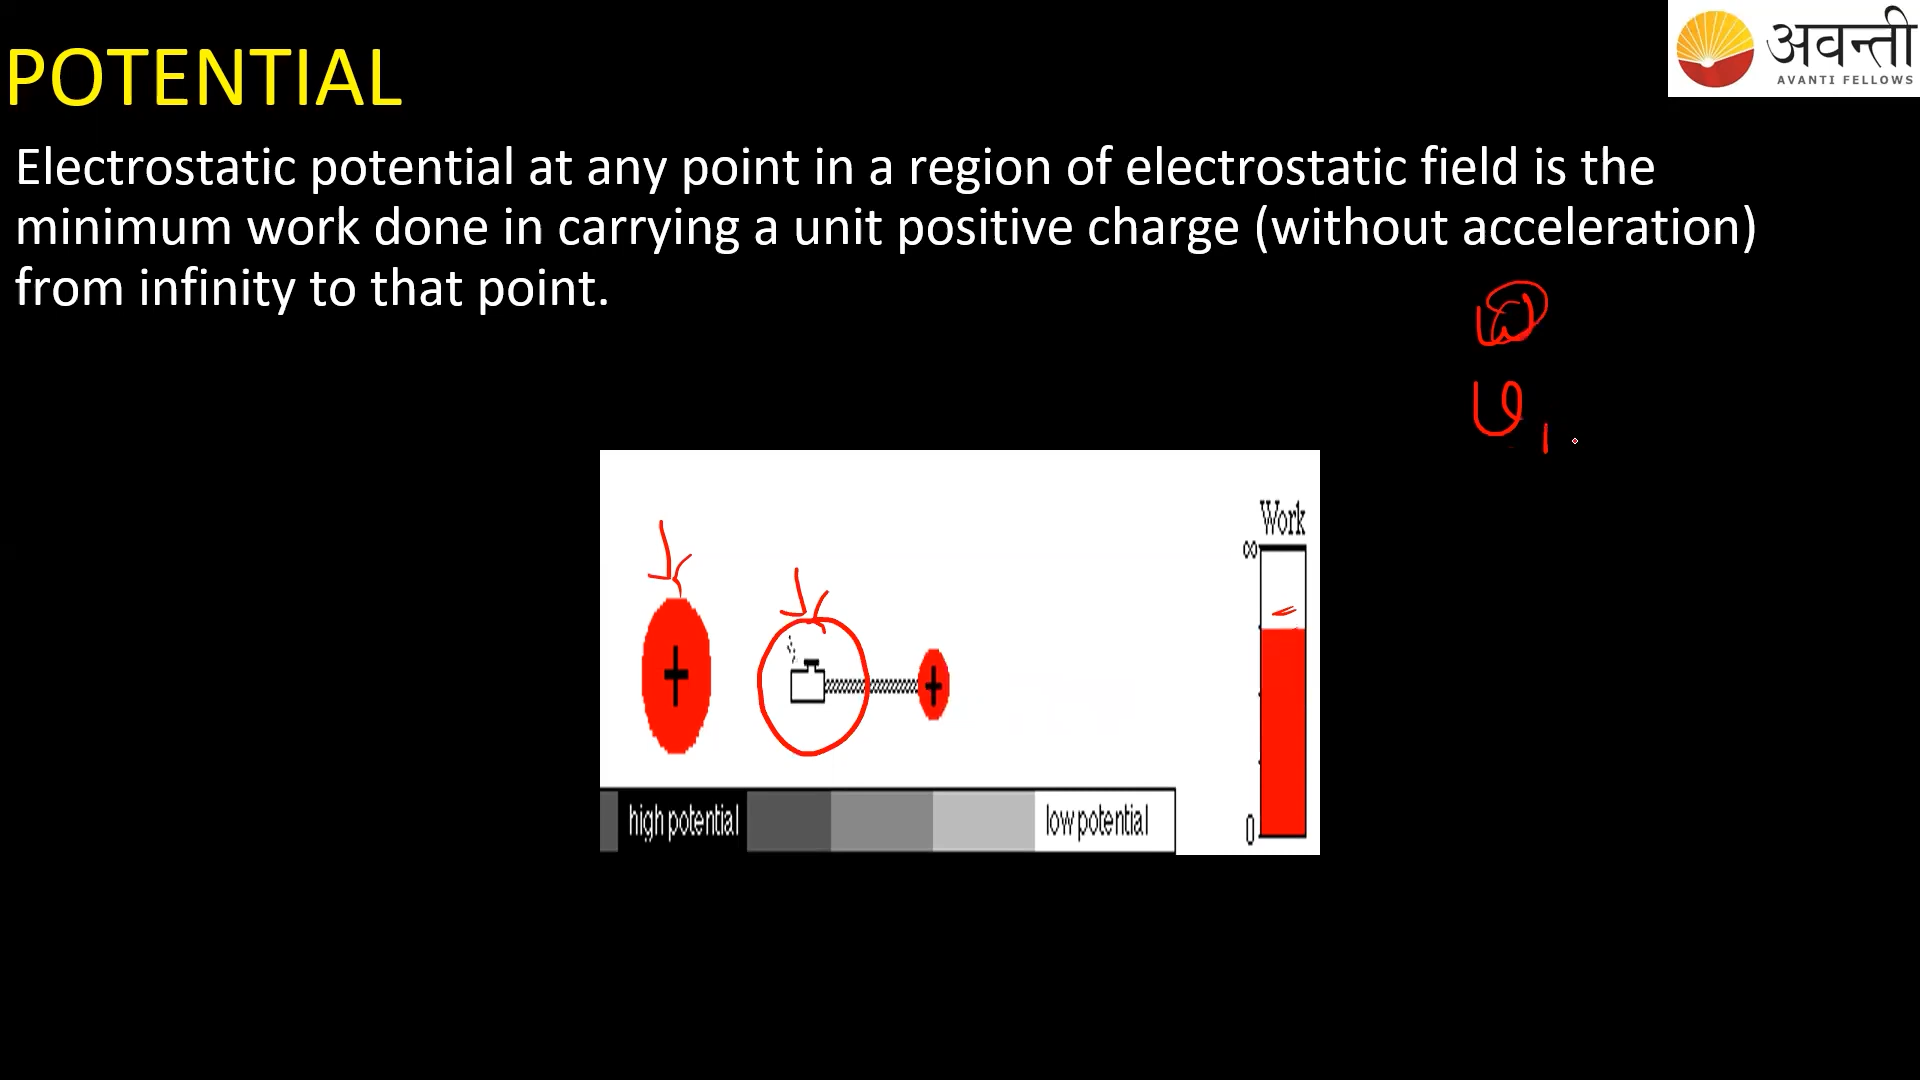 POTENTIAL
अवन्ती
AVANTI FELLOWS
Electrostatic potential at any point in a region of electrostatic field is the
minimum work done in carrying a unit positive charge (without acceleration)
from infinity to that point.
Work
∞
+
+
high potential
low potential
0